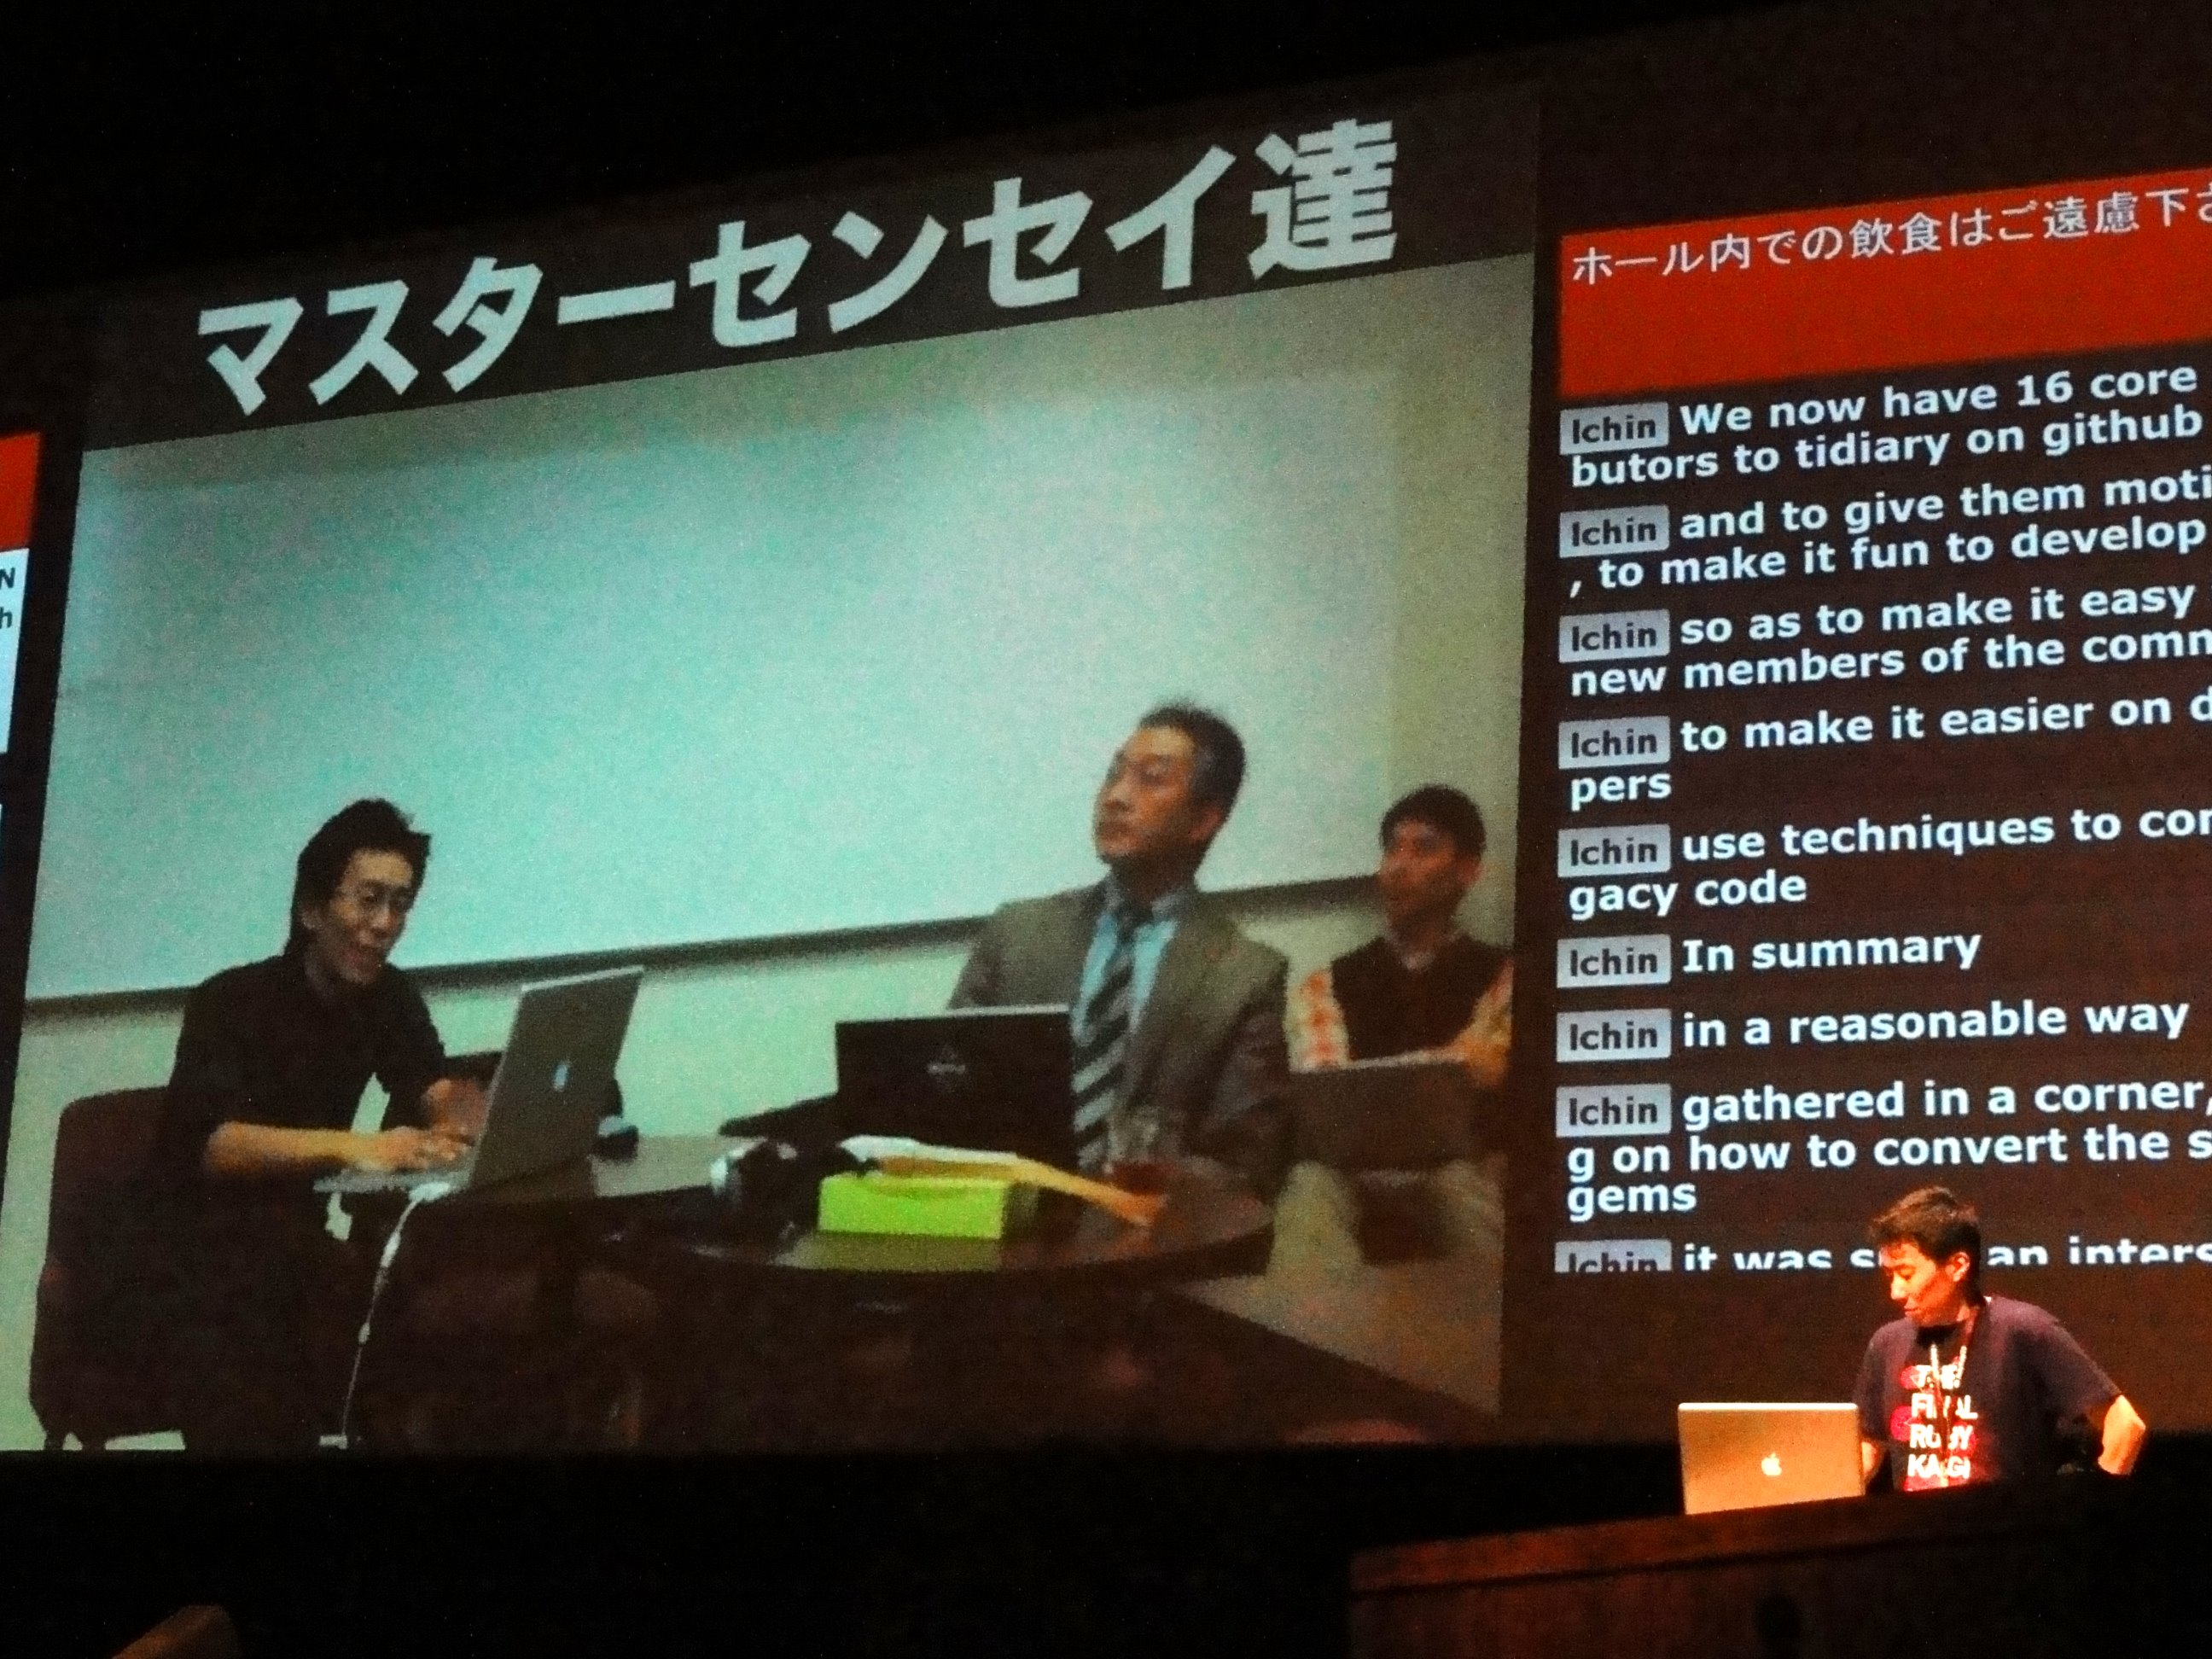 マスターセンセイ達
N
h
ホール内での飲食はご遠慮下さ
Ichin We now have 16 core
butors to tidiary on github
Ichin and to give them moti
, to make it fun to develop
Ichin so as to make it easy
new members of the comm
Ichin to make it easier on d
pers
Ichin use techniques to con
gacy code
Ichin In summary
Ichin in a reasonable way
Ichin gathered in a corner,
g on how to convert the s
gems
Ichin it was an inters
THE
FINAL
RUBY
KAIGI